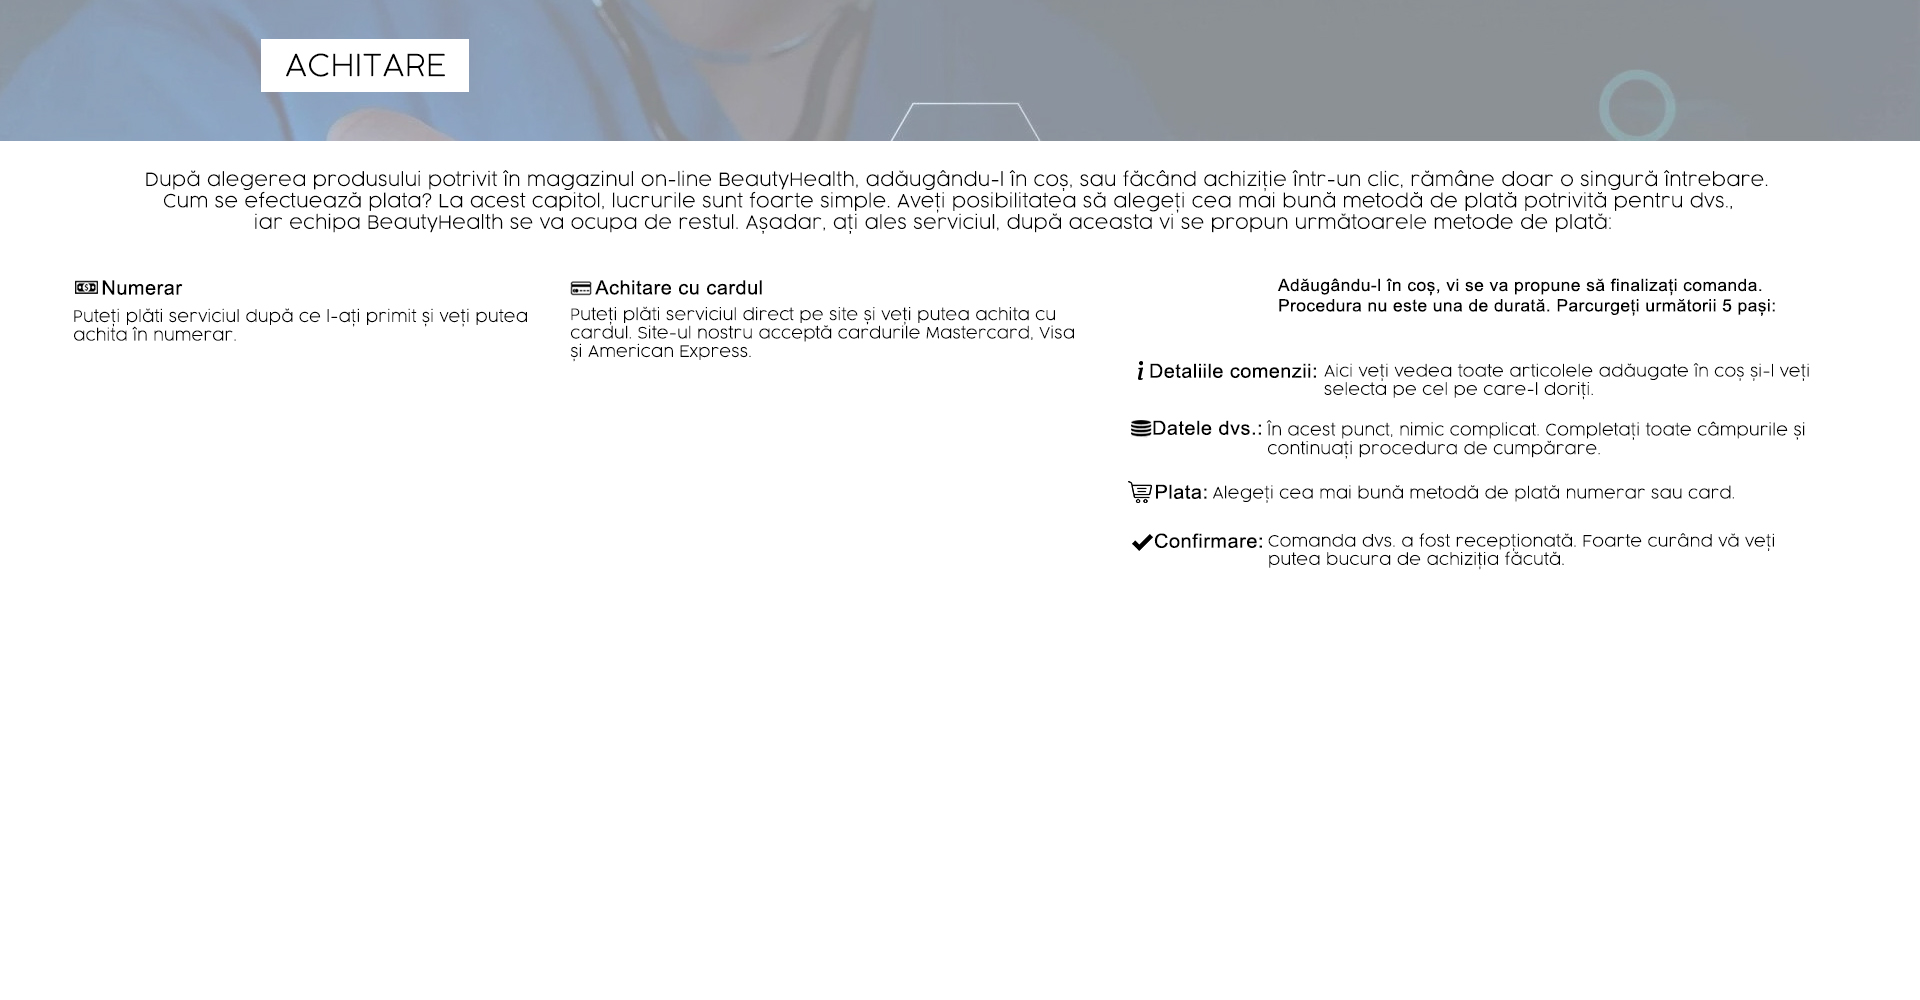 ACHITARE
După alegerea produsului potrivit în magazinul on-line BeautyHealth, adăugându-l în coș, sau făcând achiziție într-un clic, rămâne doar o singură întrebare.
Cum se efectuează plata? La acest capitol, lucrurile sunt foarte simple. Aveți posibilitatea să alegeți cea mai bună metodă de plată potrivită pentru dvs.,
iar echipa BeautyHealth se va ocupa de restul. Așadar, ați ales serviciul, după aceasta vi se propun următoarele metode de plată:
Numerar
Puteți plăti serviciul după ce l-ați primit și veți putea
achita în numerar.
Achitare cu cardul
Puteți plăti serviciul direct pe site și veți putea achita cu
cardul. Site-ul nostru acceptă cardurile Mastercard, Visa
și American Express.
Adăugându-l în coș, vi se va propune să finalizați comanda.
Procedura nu este una de durată. Parcurgeți următorii 5 pași:
Detaliile comenzii: Aici veți vedea toate articolele adăugate în coș și-l veți
selecta pe cel pe care-l doriți.
Datele dvs.: În acest punct, nimic complicat. Completați toate câmpurile și
continuați procedura de cumpărare.
Plata: Alegeți cea mai bună metodă de plată numerar sau card.
Confirmare: Comanda dvs. a fost recepționată. Foarte curând vă veți
putea bucura de achiziția făcută.